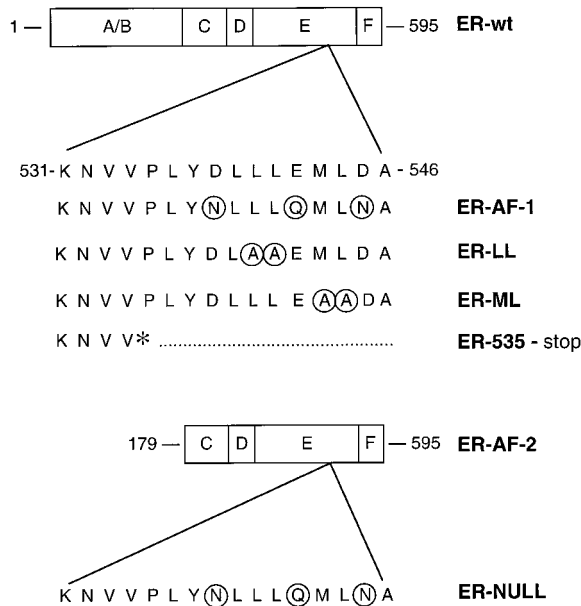 1 — A/B C D E F — 595 ER-wt
531- K N V V P L Y D L L L E M L D A - 546
K N V V P L Y N L L L Q M L N A ER-AF-1
K N V V P L Y D L A A E M L D A ER-LL
K N V V P L Y D L L L E A A D A ER-ML
K N V V * .......................................... ER-535 - stop
179 — C D E F — 595 ER-AF-2
K N V V P L Y N L L L Q M L N A ER-NULL